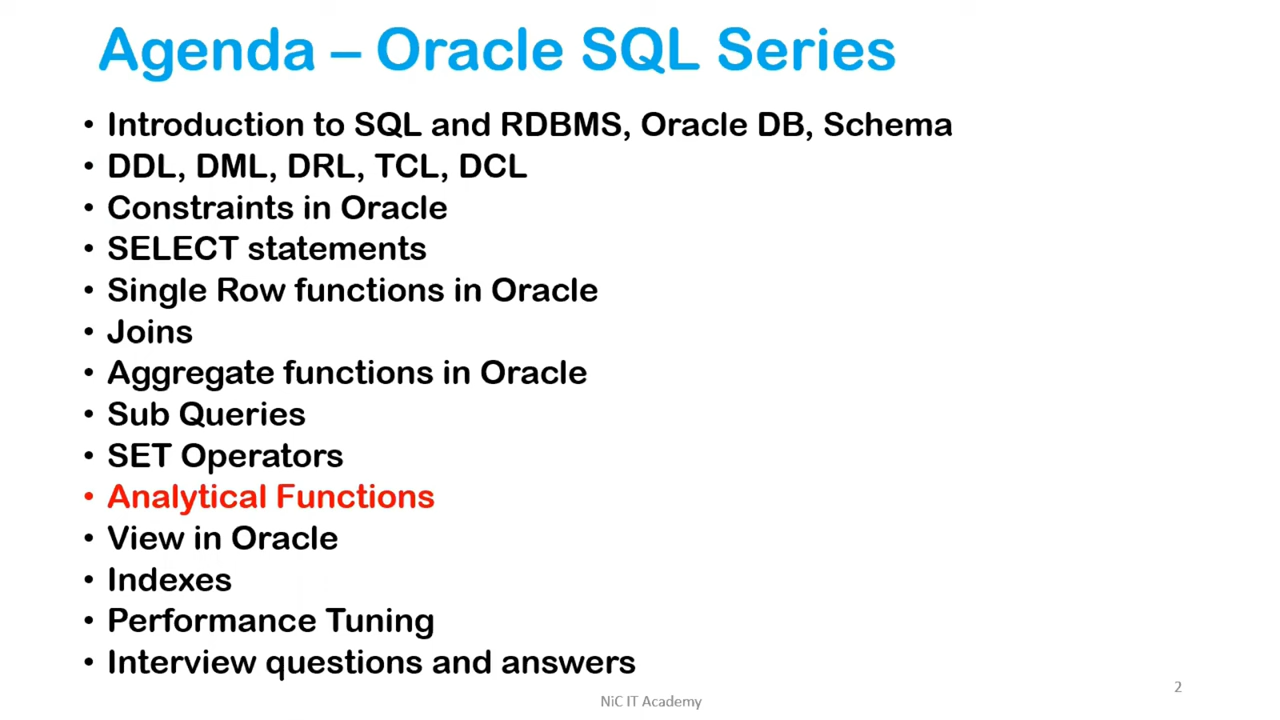 Agenda – Oracle SQL Series
• Introduction to SQL and RDBMS, Oracle DB, Schema
• DDL, DML, DRL, TCL, DCL
• Constraints in Oracle
• SELECT statements
• Single Row functions in Oracle
• Joins
• Aggregate functions in Oracle
• Sub Queries
• SET Operators
• Analytical Functions
• View in Oracle
• Indexes
• Performance Tuning
• Interview questions and answers
NiC IT Academy
2